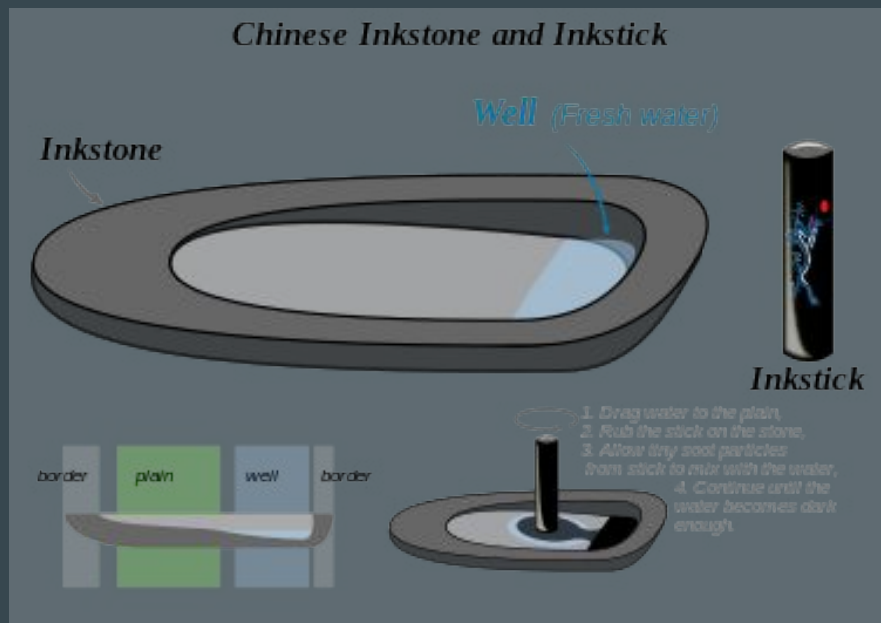 Chinese Inkstone and Inkstick
Well (Fresh water)
Inkstone
Inkstick
1. Drag water to the plain,
2. Rub the stick on the stone,
3. Allow tiny soot particles
from stick to mix with the water,
4. Continue until the
water becomes dark
enough.
border plain well border